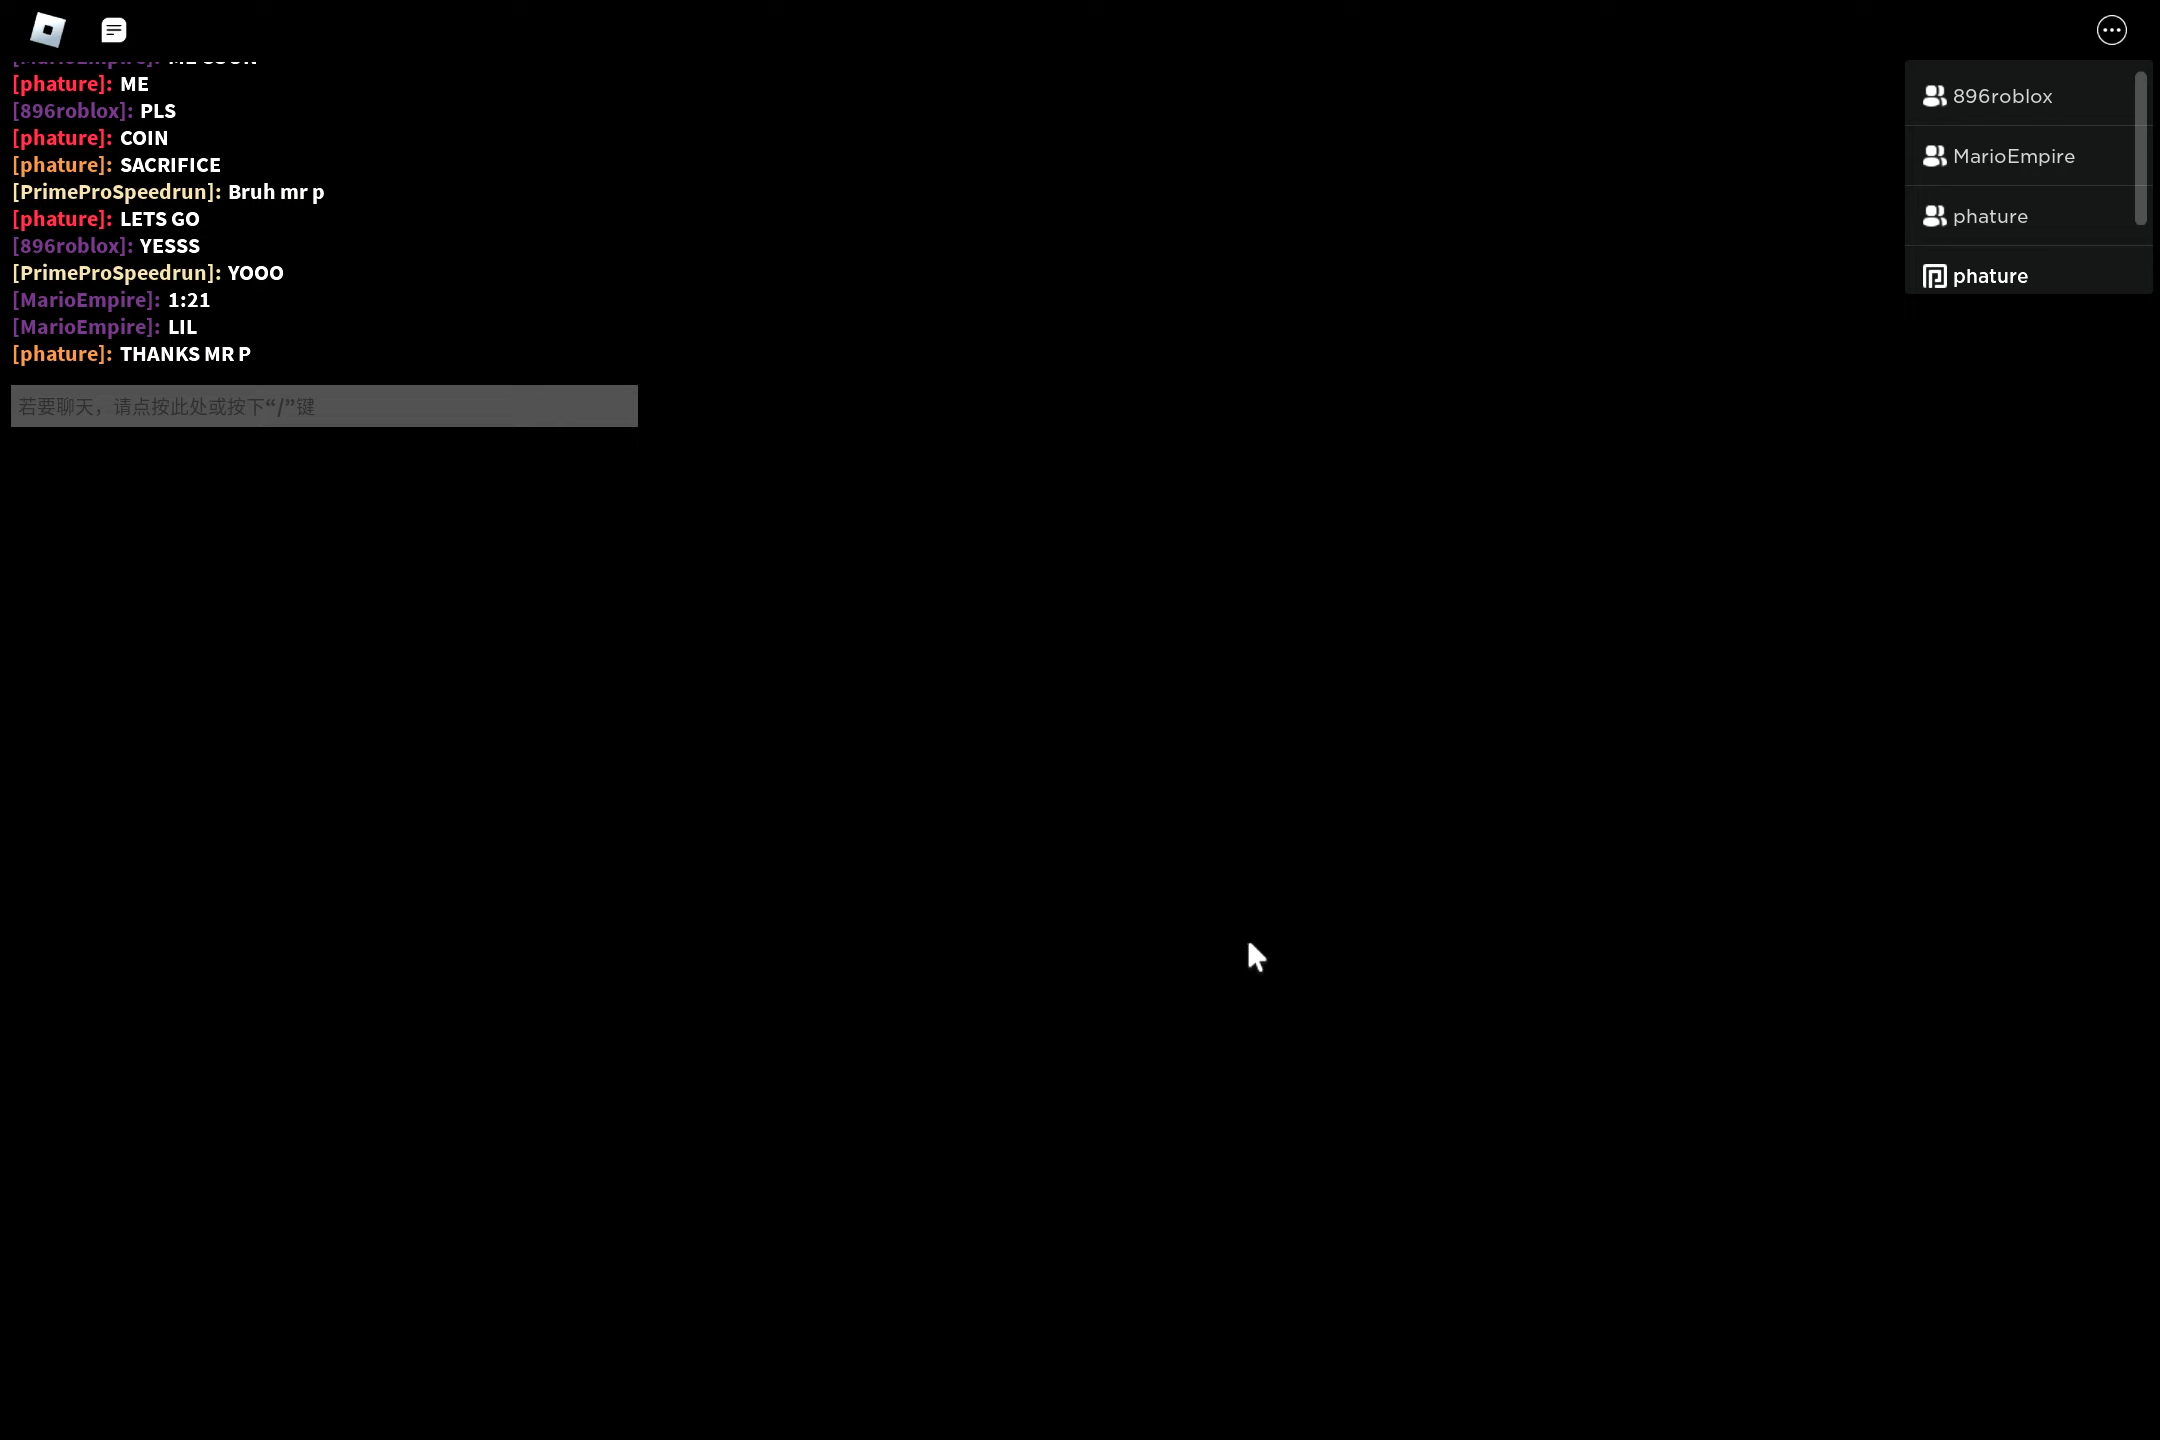 [phature]: ME
[896roblox]: PLS
[phature]: COIN
[phature]: SACRIFICE
[PrimeProSpeedrun]: Bruh mr p
[phature]: LETS GO
[896roblox]: YESSS
[PrimeProSpeedrun]: YOOO
[MarioEmpire]: 1:21
[MarioEmpire]: LIL
[phature]: THANKS MR P
若要聊天，请点按此处或按下“/”键
896roblox
MarioEmpire
phature
phature